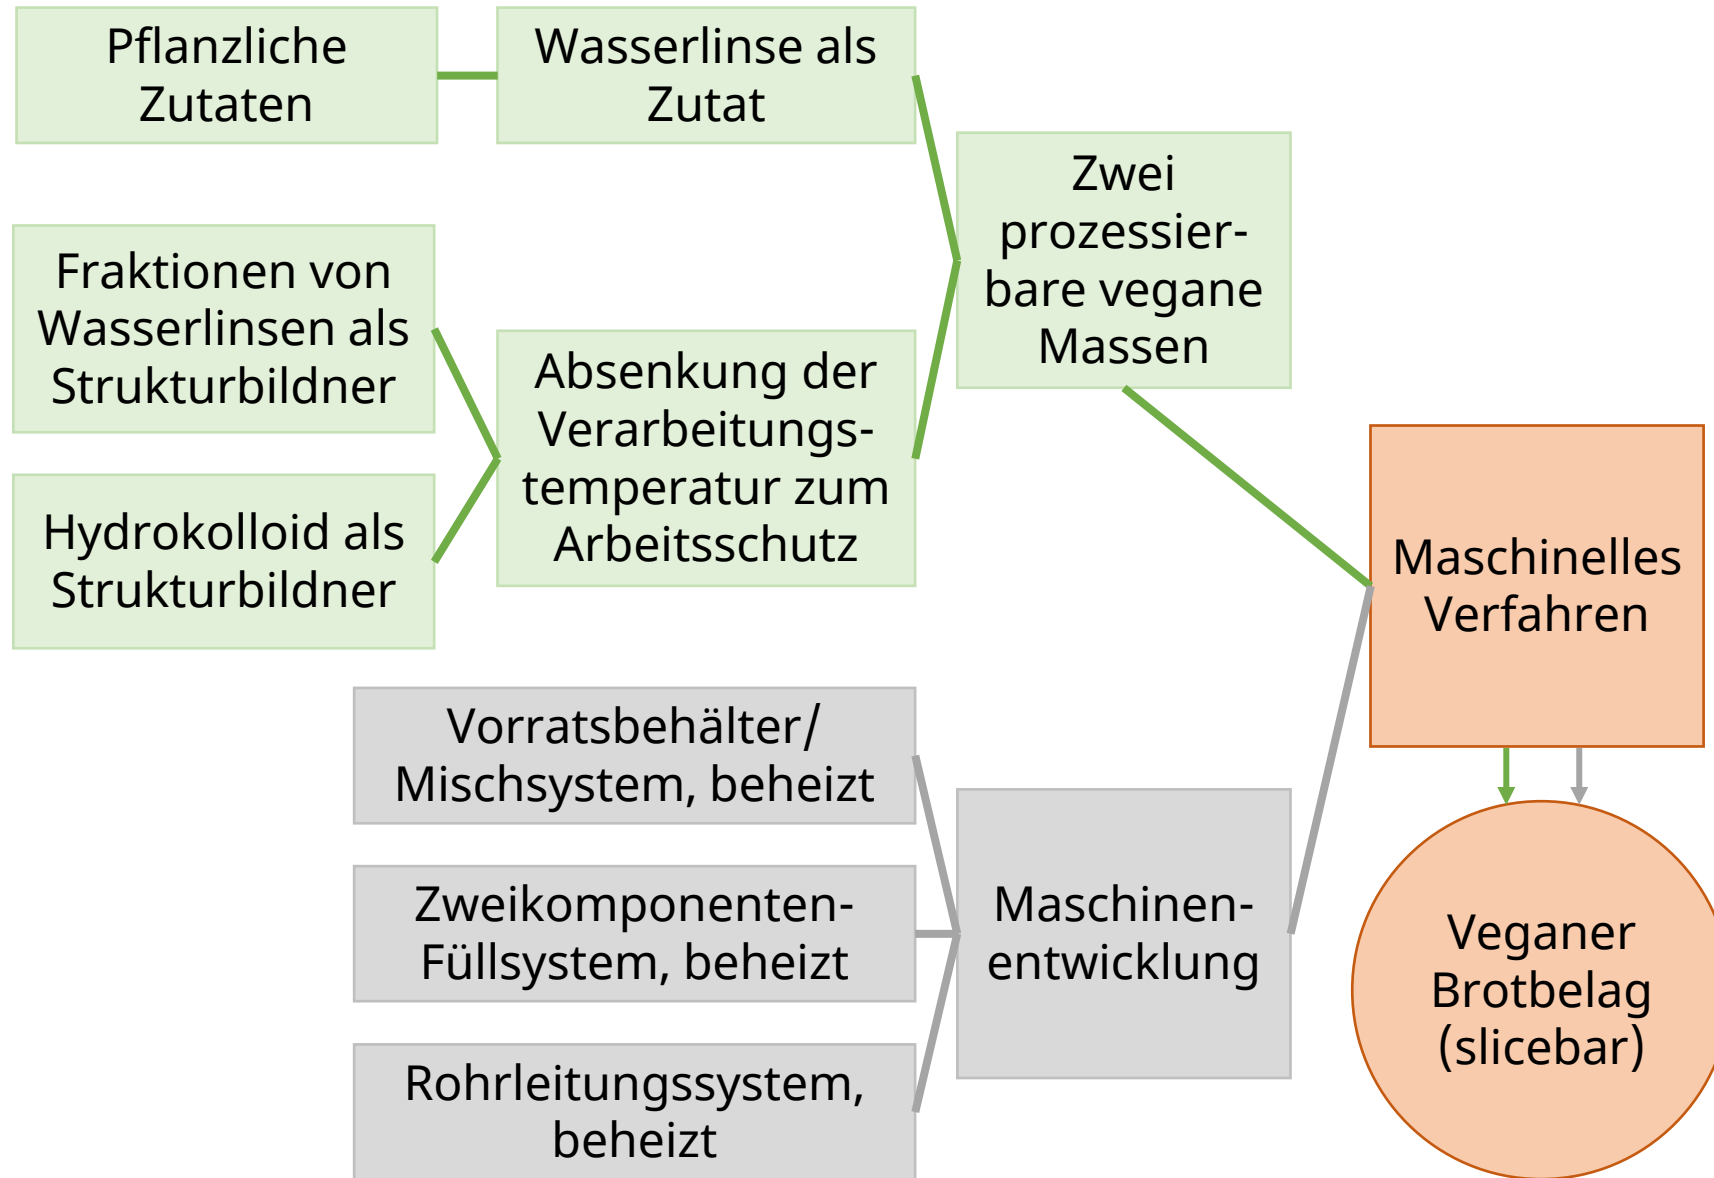 Pflanzliche
Zutaten
Wasserlinse als
Zutat
Zwei
prozessier-
bare vegane
Massen
Fraktionen von
Wasserlinsen als
Strukturbildner
Absenkung der
Verarbeitungs-
temperatur zum
Arbeitsschutz
Hydrokolloid als
Strukturbildner
Maschinelles
Verfahren
Vorratsbehälter/
Mischsystem, beheizt
Zweikomponenten-
Füllsystem, beheizt
Rohrleitungssystem,
beheizt
Maschinen-
entwicklung
Veganer
Brotbelag
(slicebar)